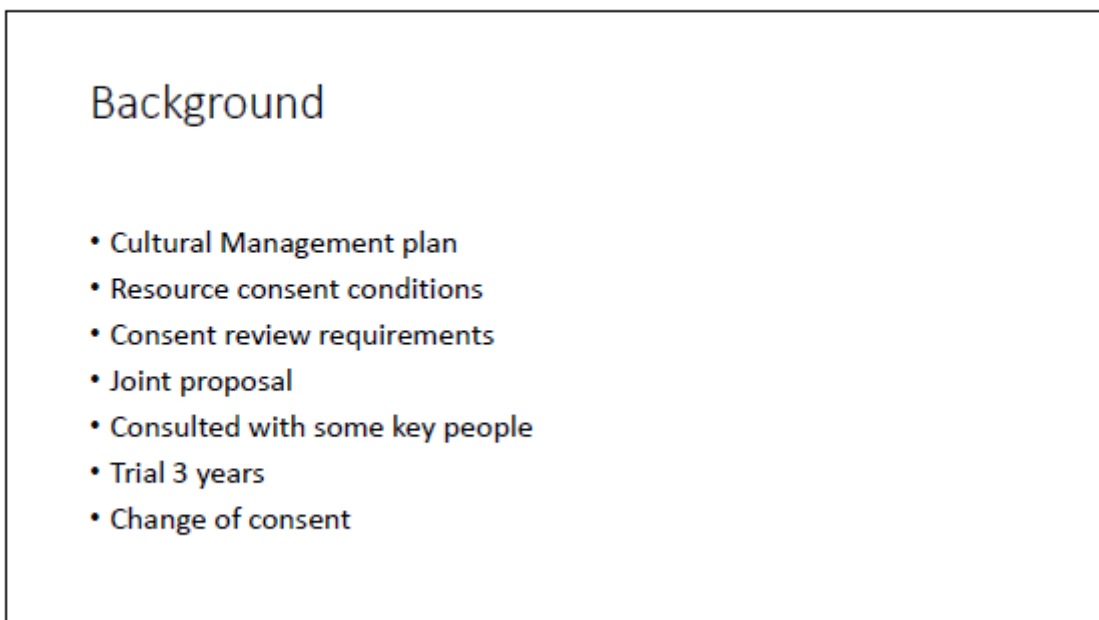 Background
• Cultural Management plan
• Resource consent conditions
• Consent review requirements
• Joint proposal
• Consulted with some key people
• Trial 3 years
• Change of consent